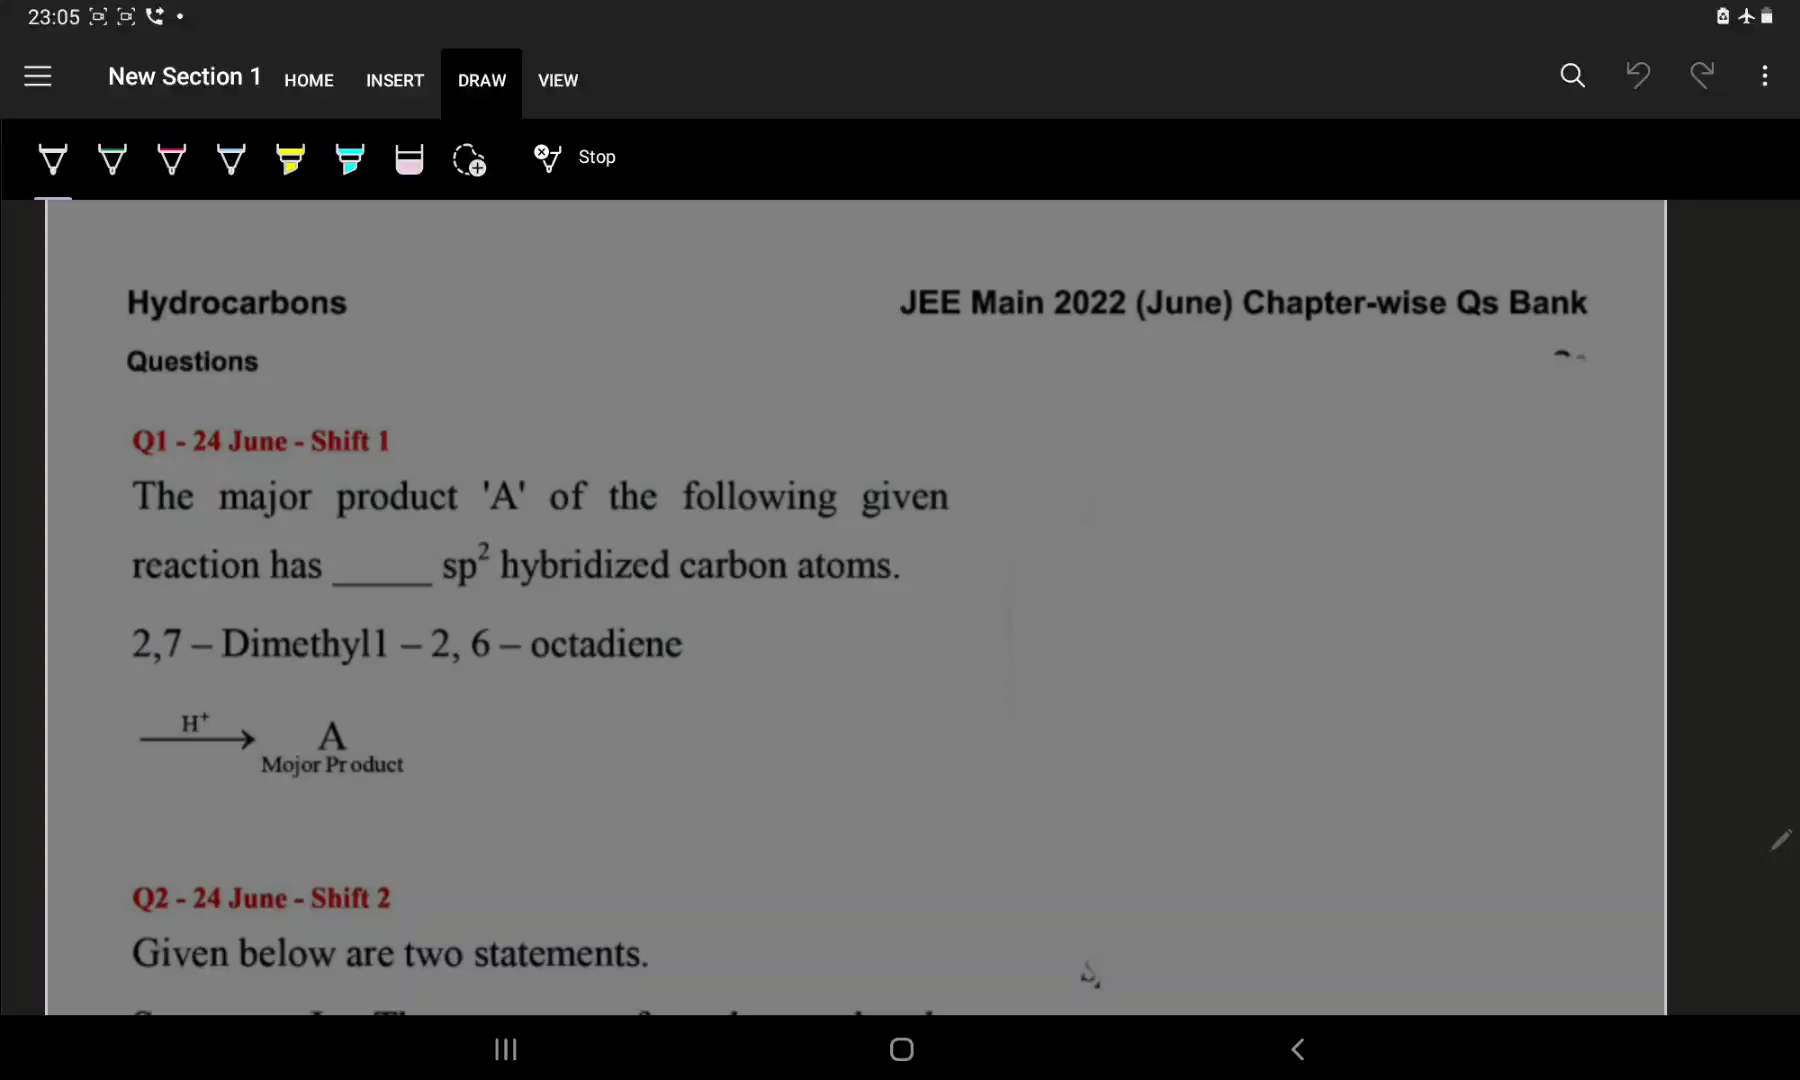 23:05
New Section 1 HOME INSERT DRAW VIEW
Stop
Hydrocarbons
JEE Main 2022 (June) Chapter-wise Qs Bank
Questions
Q1 - 24 June - Shift 1
The major product 'A' of the following given
reaction has _____ sp² hybridized carbon atoms.
2,7 – Dimethyl1 – 2, 6 – octadiene
H⁺
A
Mojor Product
Q2 - 24 June - Shift 2
Given below are two statements.